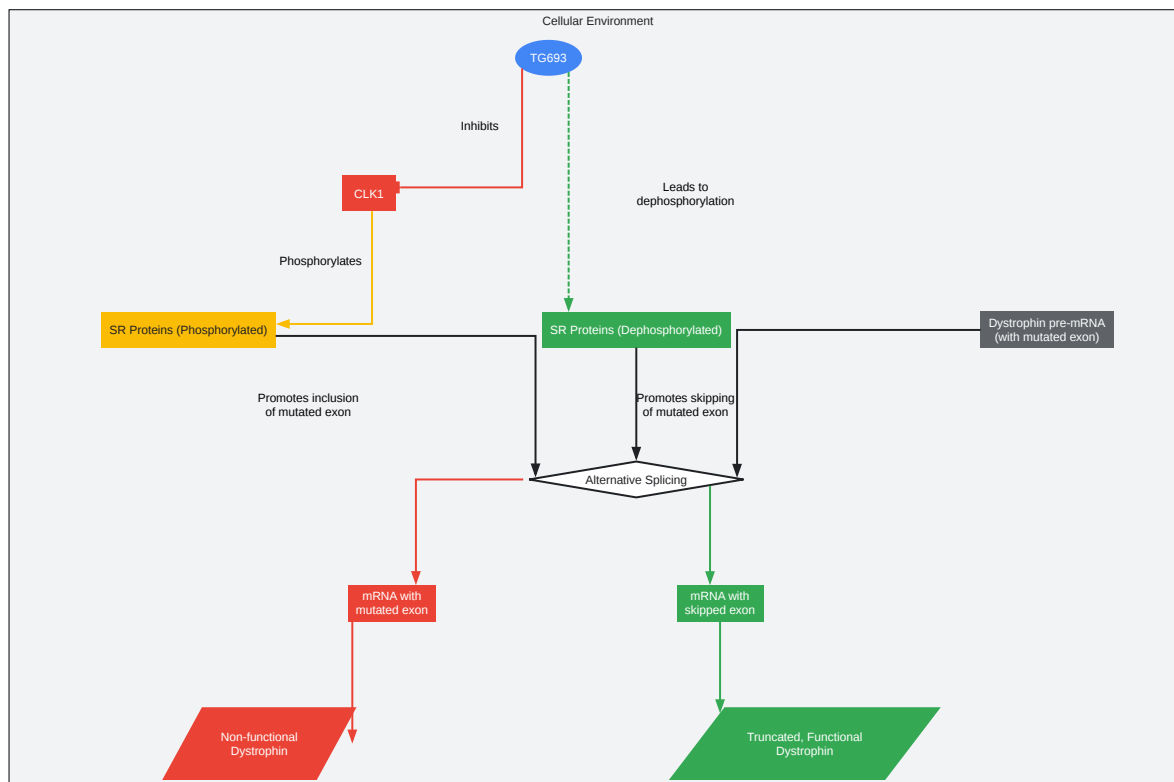 Cellular Environment
TG693
Inhibits
CLK1
Leads to
dephosphorylation
Phosphorylates
SR Proteins (Phosphorylated)
SR Proteins (Dephosphorylated)
Dystrophin pre-mRNA
(with mutated exon)
Promotes inclusion
of mutated exon
Promotes skipping
of mutated exon
Alternative Splicing
mRNA with
mutated exon
mRNA with
skipped exon
Non-functional
Dystrophin
Truncated, Functional
Dystrophin